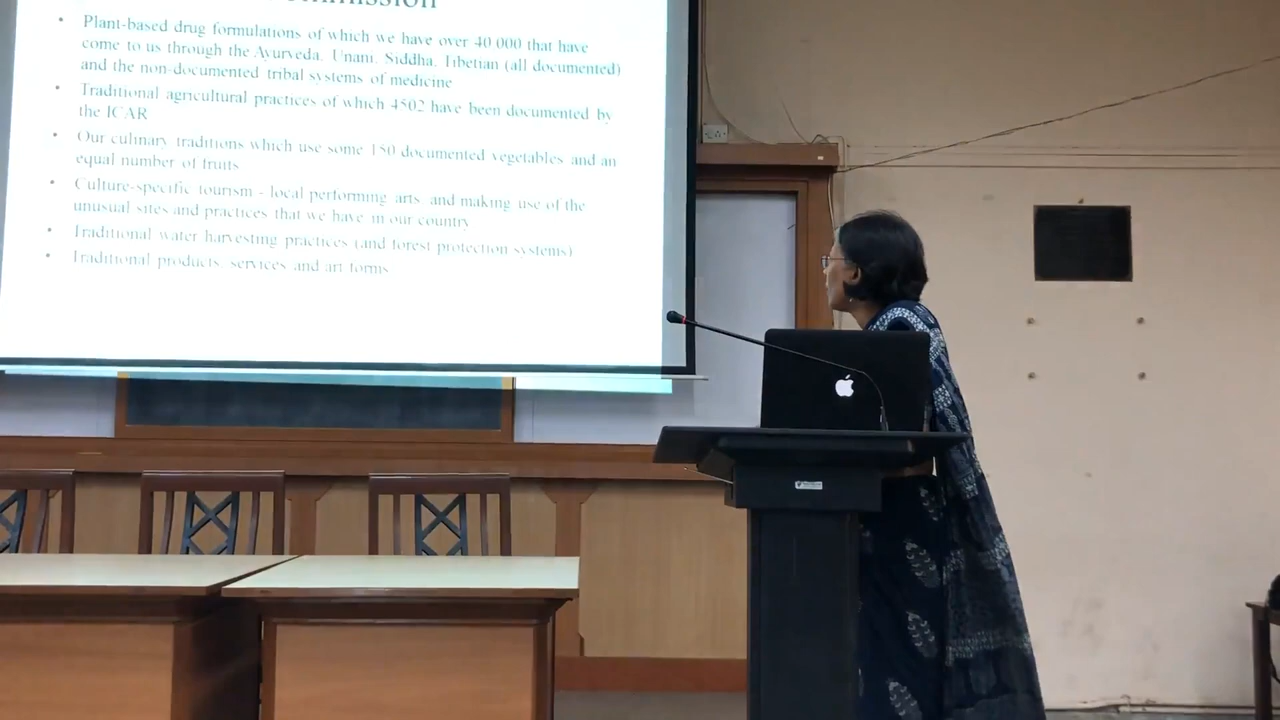 • Plant-based drug formulations of which we have over 40 000 that have
come to us through the Ayurveda, Unani, Siddha, Tibetian (all documented)
and the non-documented tribal systems of medicine
• Traditional agricultural practices of which 4502 have been documented by
the ICAR
• Our culinary traditions which use some 150 documented vegetables and an
equal number of fruits
• Culture-specific tourism - local performing arts, and making use of the
unusual sites and practices that we have in our country
• Traditional water harvesting practices (and forest protection systems)
• Traditional products, services and art forms